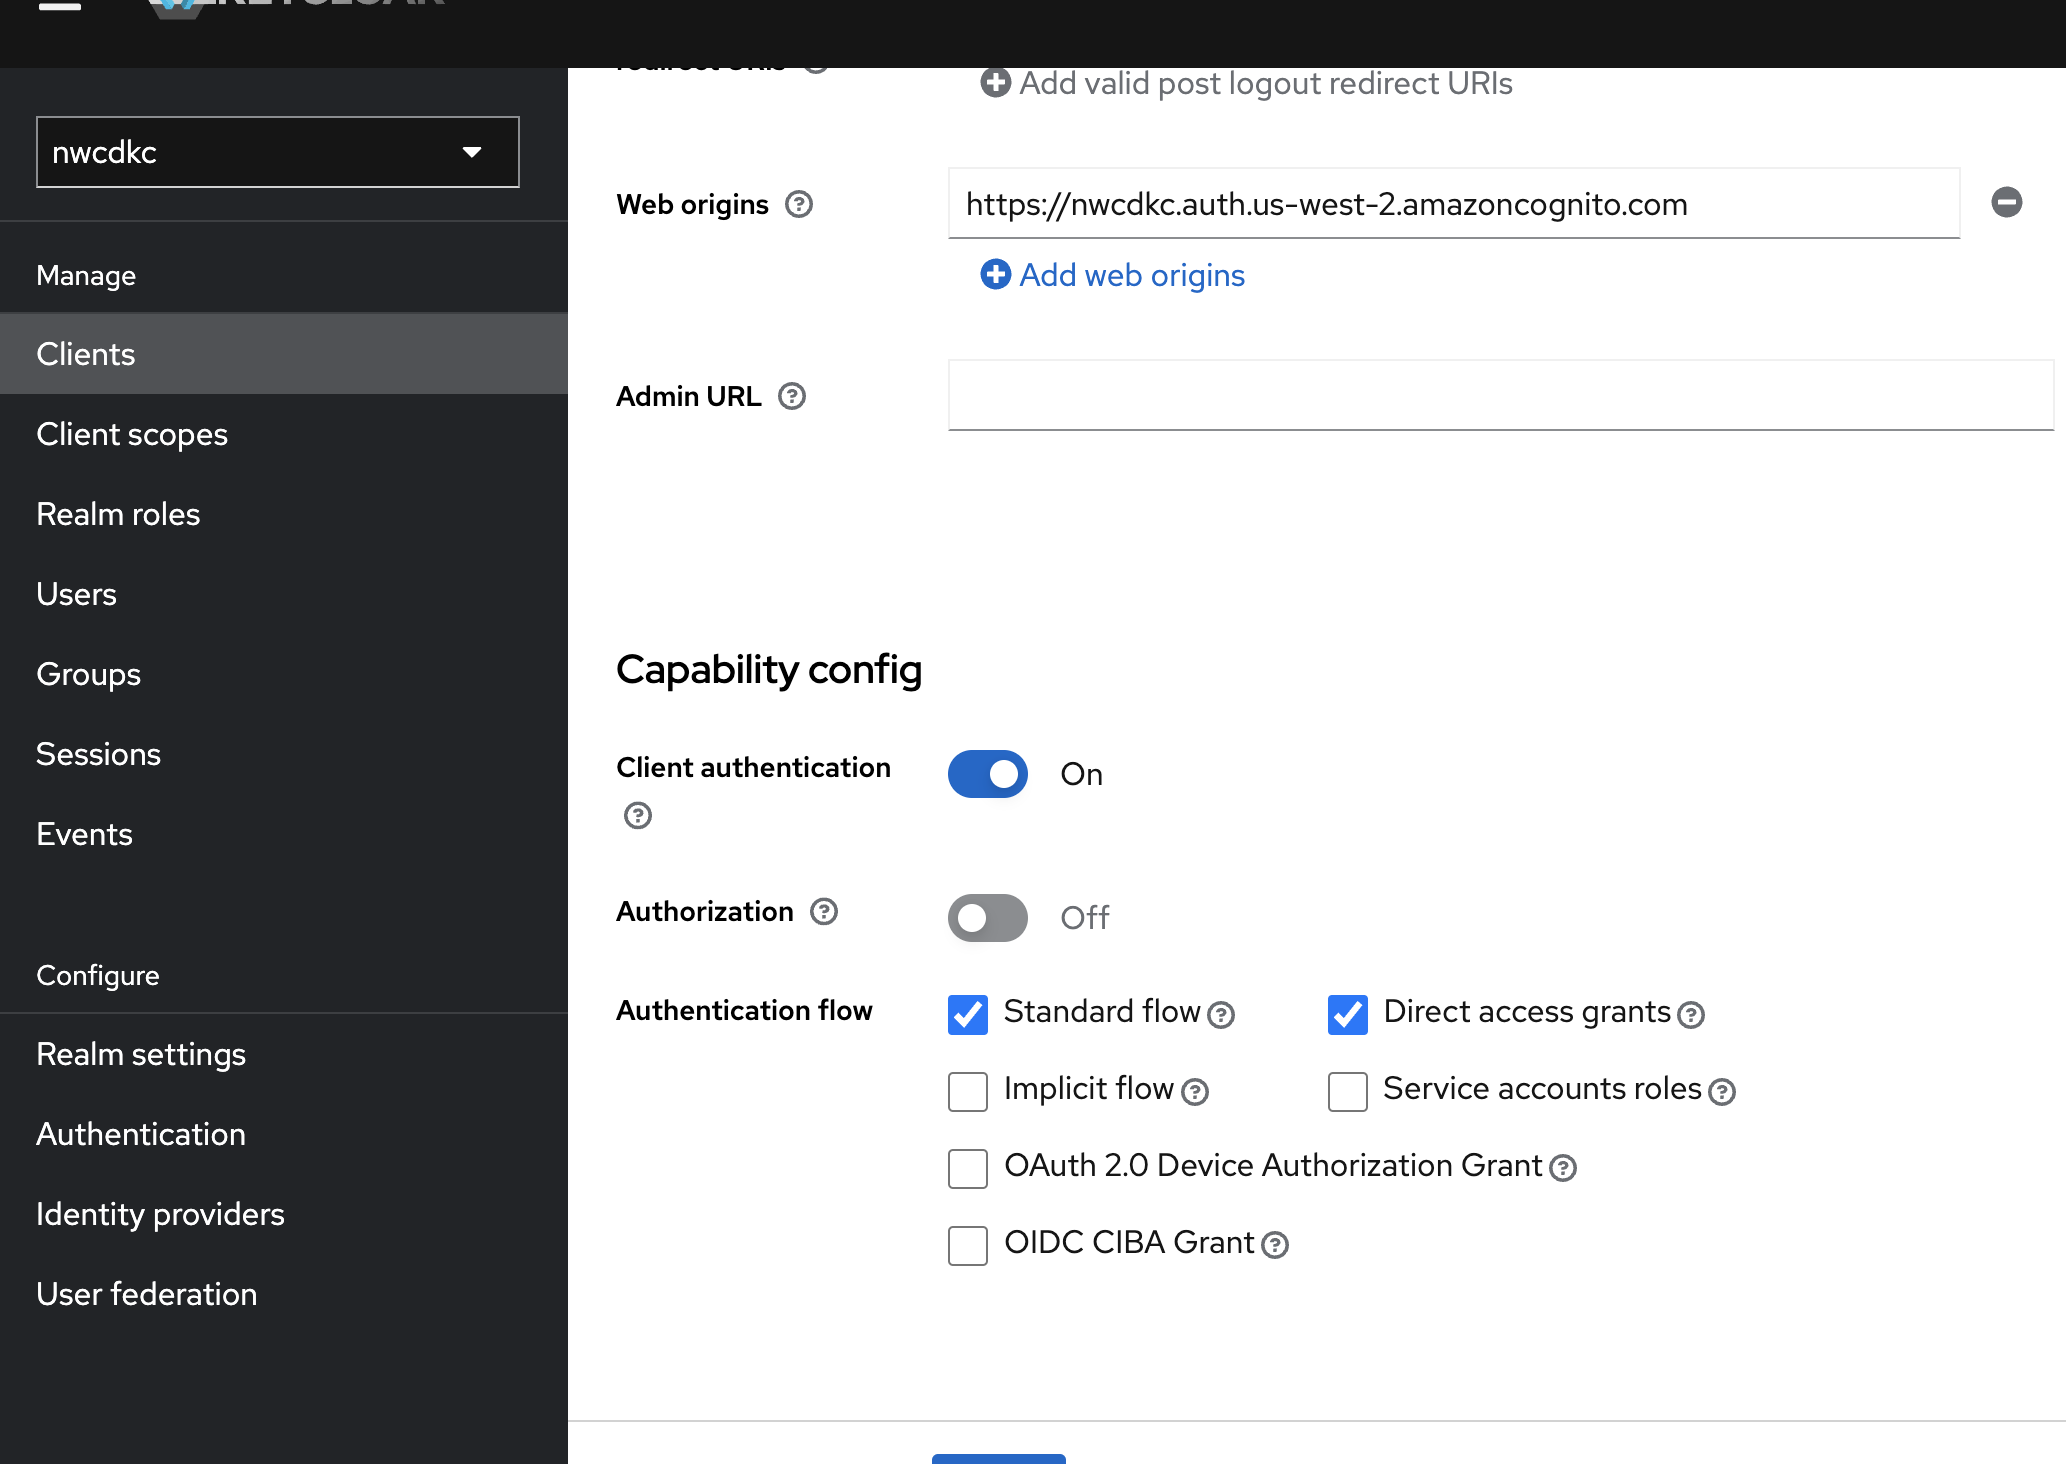 nwcdkc
Manage
Clients
Client scopes
Realm roles
Users
Groups
Sessions
Events
Configure
Realm settings
Authentication
Identity providers
User federation
Add valid post logout redirect URIs
Web origins
https://nwcdkc.auth.us-west-2.amazoncognito.com
Add web origins
Admin URL
Capability config
Client authentication
On
Authorization
Off
Authentication flow
Standard flow
Direct access grants
Implicit flow
Service accounts roles
OAuth 2.0 Device Authorization Grant
OIDC CIBA Grant